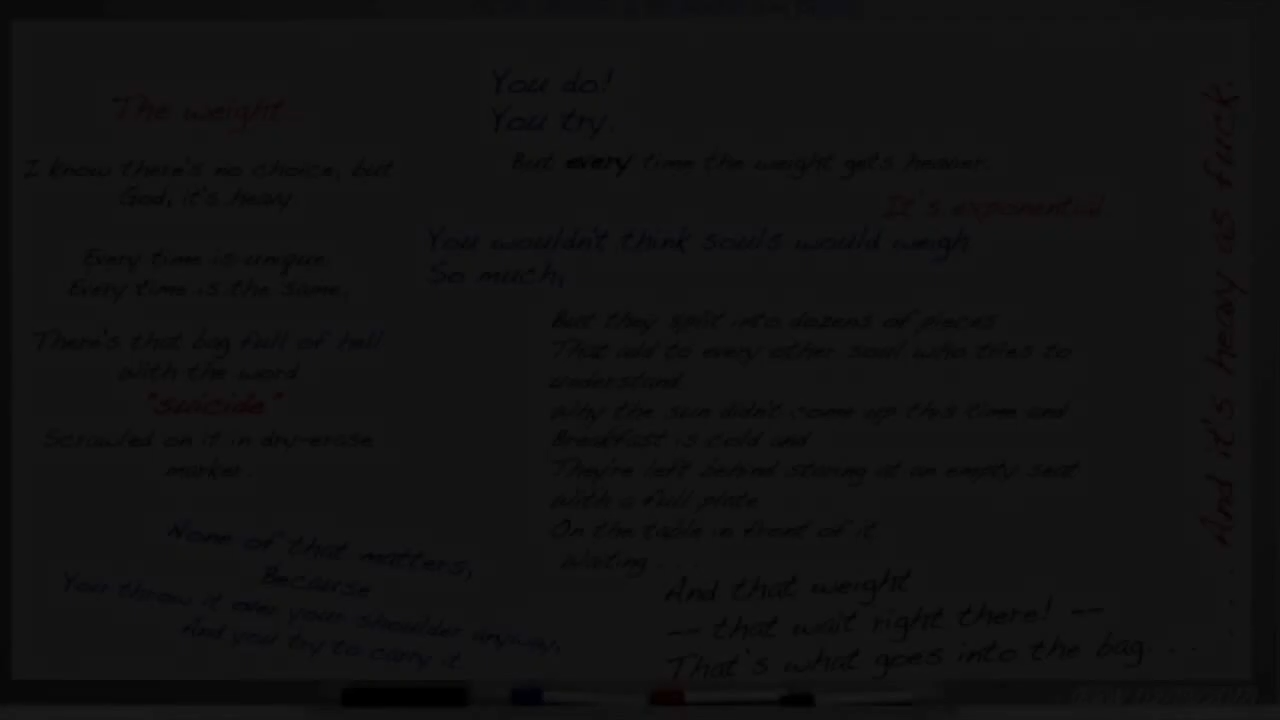 The weight...
I know there's no choice, but
God, it's heavy.
Every time is unique.
Every time is the same.
There's that bag full of hell
with the word
"suicide"
Scrawled on it in dry-erase
marker.
None of that matters,
Because
You throw it over your shoulder anyway,
And you try to carry it
You do!
You try.
But every time the weight gets heavier.
It's exponential.
You wouldn't think souls would weigh
So much,
But they split into dozens of pieces
That add to every other soul who tries to
understand
why the sun didn't come up this time and
Breakfast is cold and
They're left behind staring at an empty seat
with a full plate
On the table in front of it
Waiting . . .
And that weight
-- that wait right there! --
That's what goes into the bag . . .
And it's heavy as fuck.